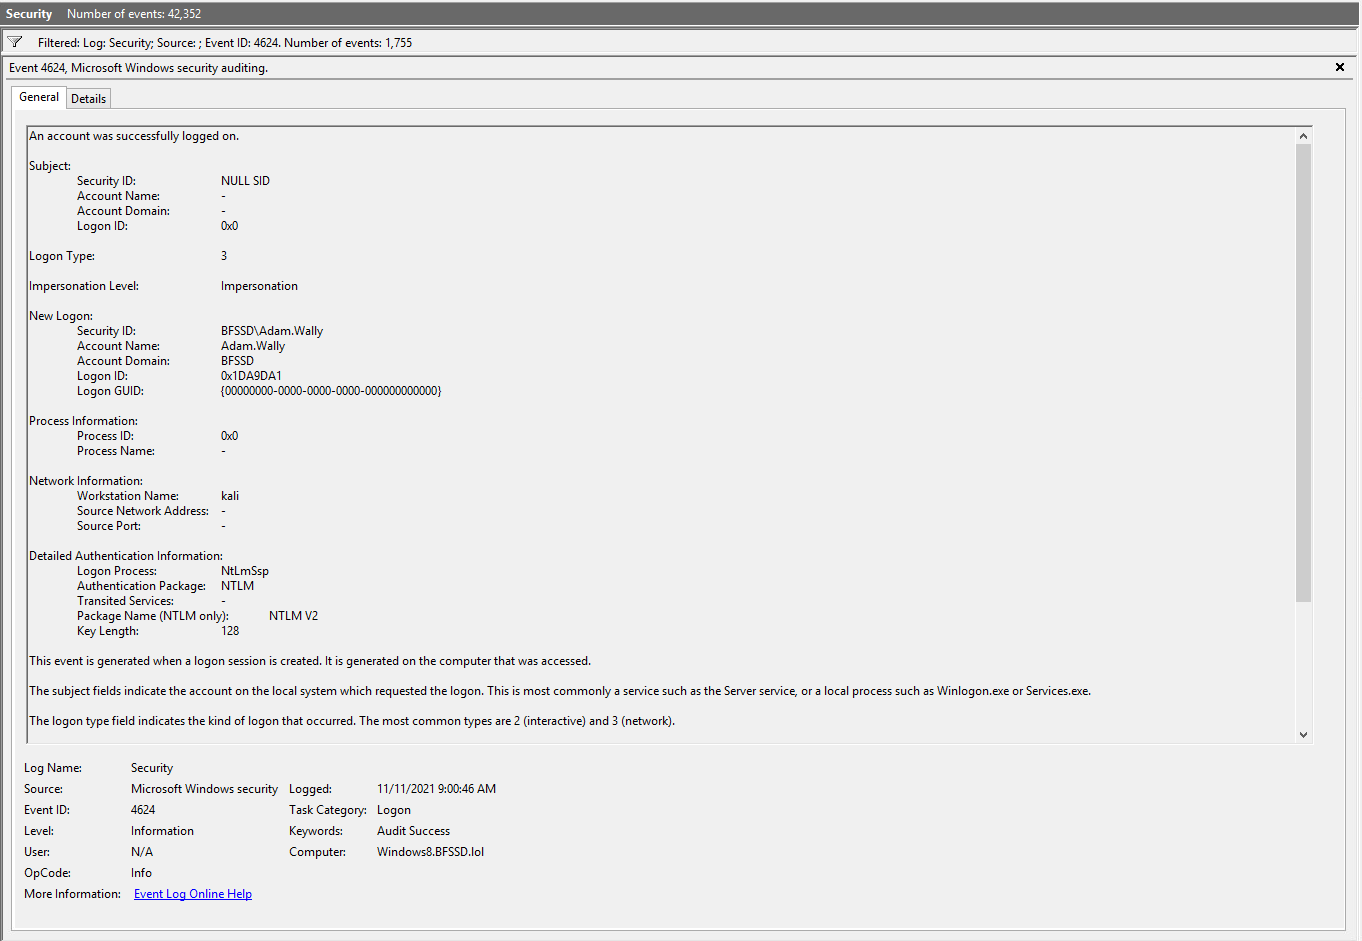 Security Number of events: 42,352
Filtered: Log: Security; Source: ; Event ID: 4624. Number of events: 1,755
Event 4624, Microsoft Windows security auditing.
General Details
An account was successfully logged on.
Subject:
Security ID: NULL SID
Account Name: -
Account Domain: -
Logon ID: 0x0
Logon Type: 3
Impersonation Level: Impersonation
New Logon:
Security ID: BFSSD\Adam.Wally
Account Name: Adam.Wally
Account Domain: BFSSD
Logon ID: 0x1DA9DA1
Logon GUID: {00000000-0000-0000-0000-000000000000}
Process Information:
Process ID: 0x0
Process Name: -
Network Information:
Workstation Name: kali
Source Network Address: -
Source Port: -
Detailed Authentication Information:
Logon Process: NtLmSsp
Authentication Package: NTLM
Transited Services: -
Package Name (NTLM only): NTLM V2
Key Length: 128
This event is generated when a logon session is created. It is generated on the computer that was accessed.
The subject fields indicate the account on the local system which requested the logon. This is most commonly a service such as the Server service, or a local process such as Winlogon.exe or Services.exe.
The logon type field indicates the kind of logon that occurred. The most common types are 2 (interactive) and 3 (network).
Log Name: Security
Source: Microsoft Windows security Logged: 11/11/2021 9:00:46 AM
Event ID: 4624 Task Category: Logon
Level: Information Keywords: Audit Success
User: N/A Computer: Windows8.BFSSD.lol
OpCode: Info
More Information: Event Log Online Help